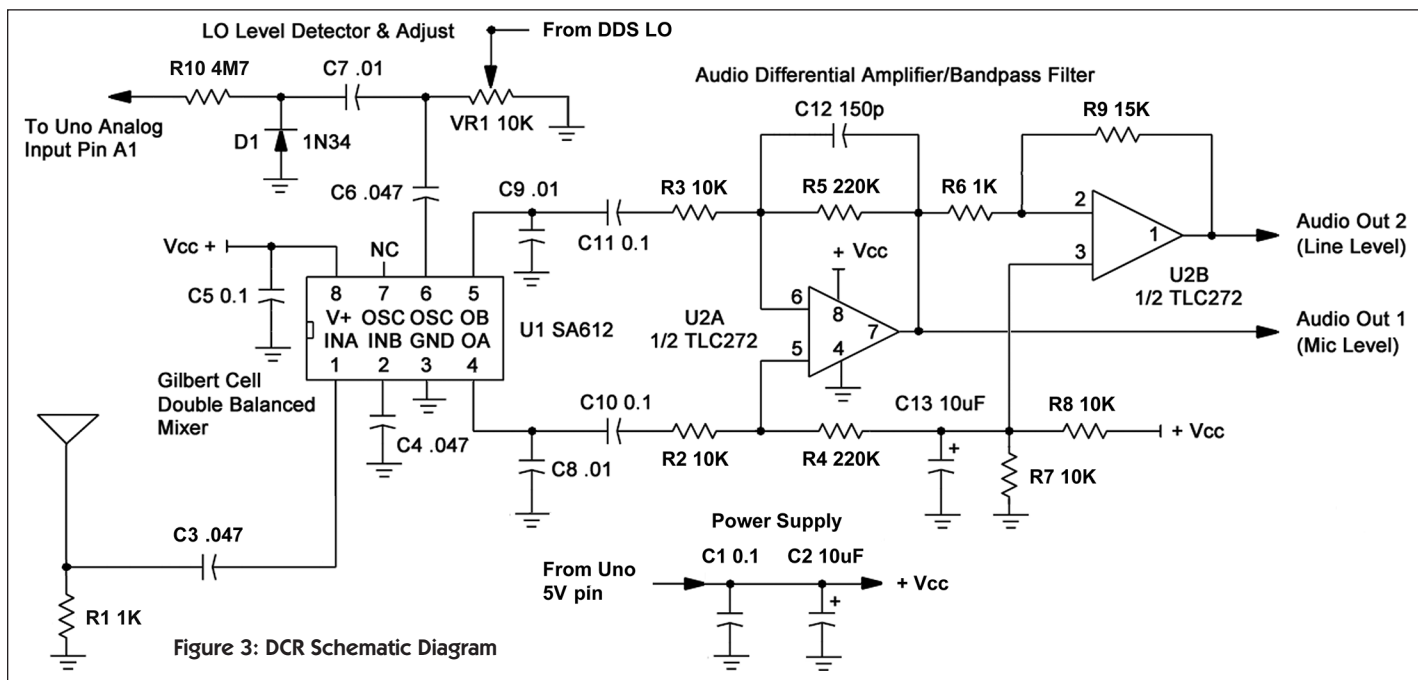 LO Level Detector & Adjust
From DDS LO
R10 4M7
C7 .01
To Uno Analog
Input Pin A1
D1
1N34
VR1 10K
C6 .047
Audio Differential Amplifier/Bandpass Filter
C12 150p
R9 15K
C9 .01
R3 10K
R5 220K
R6 1K
C11 0.1
Vcc +
NC
C5 0.1
8 7 6 5
V+ OSC OSC OB
INA INB GND OA
1 2 3 4
U1 SA612
+ Vcc
U2A
1/2 TLC272
6
5
8
4
7
2
3
1
U2B
1/2 TLC272
Audio Out 2
(Line Level)
Audio Out 1
(Mic Level)
Gilbert Cell
Double Balanced
Mixer
C4 .047
C10 0.1
C8 .01
R2 10K
R4 220K
C13 10uF
+
R8 10K
+ Vcc
R7 10K
C3 .047
R1 1K
Power Supply
From Uno
5V pin
C1 0.1
C2 10uF
+
+ Vcc
Figure 3: DCR Schematic Diagram